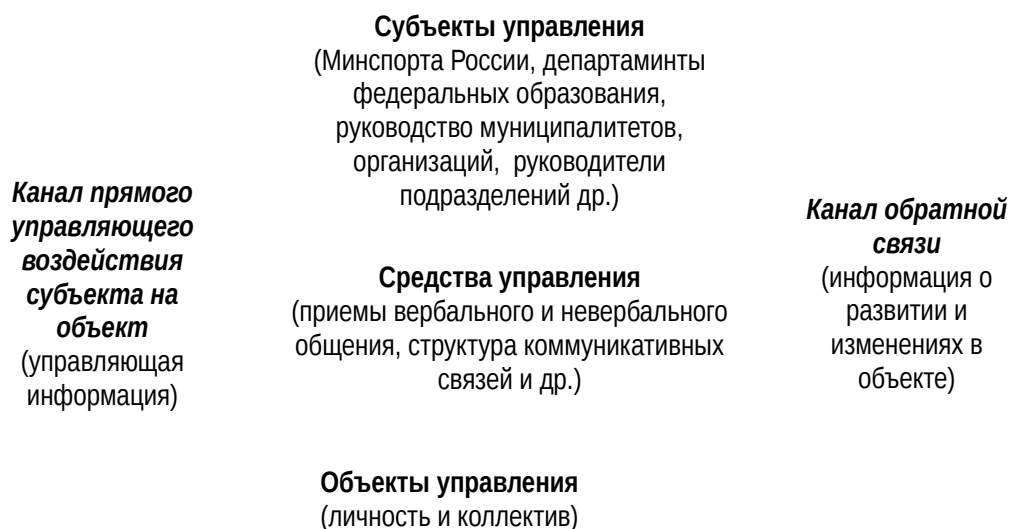 Субъекты управления
(Минспорта России, департаминты
федеральных образования,
руководство муниципалитетов,
организаций, руководители
подразделений др.)
Канал прямого
управляющего
воздействия
субъекта на
объект
(управляющая
информация)
Средства управления
(приемы вербального и невербального
общения, структура коммуникативных
связей и др.)
Канал обратной
связи
(информация о
развитии и
изменениях в
объекте)
Объекты управления
(личность и коллектив)